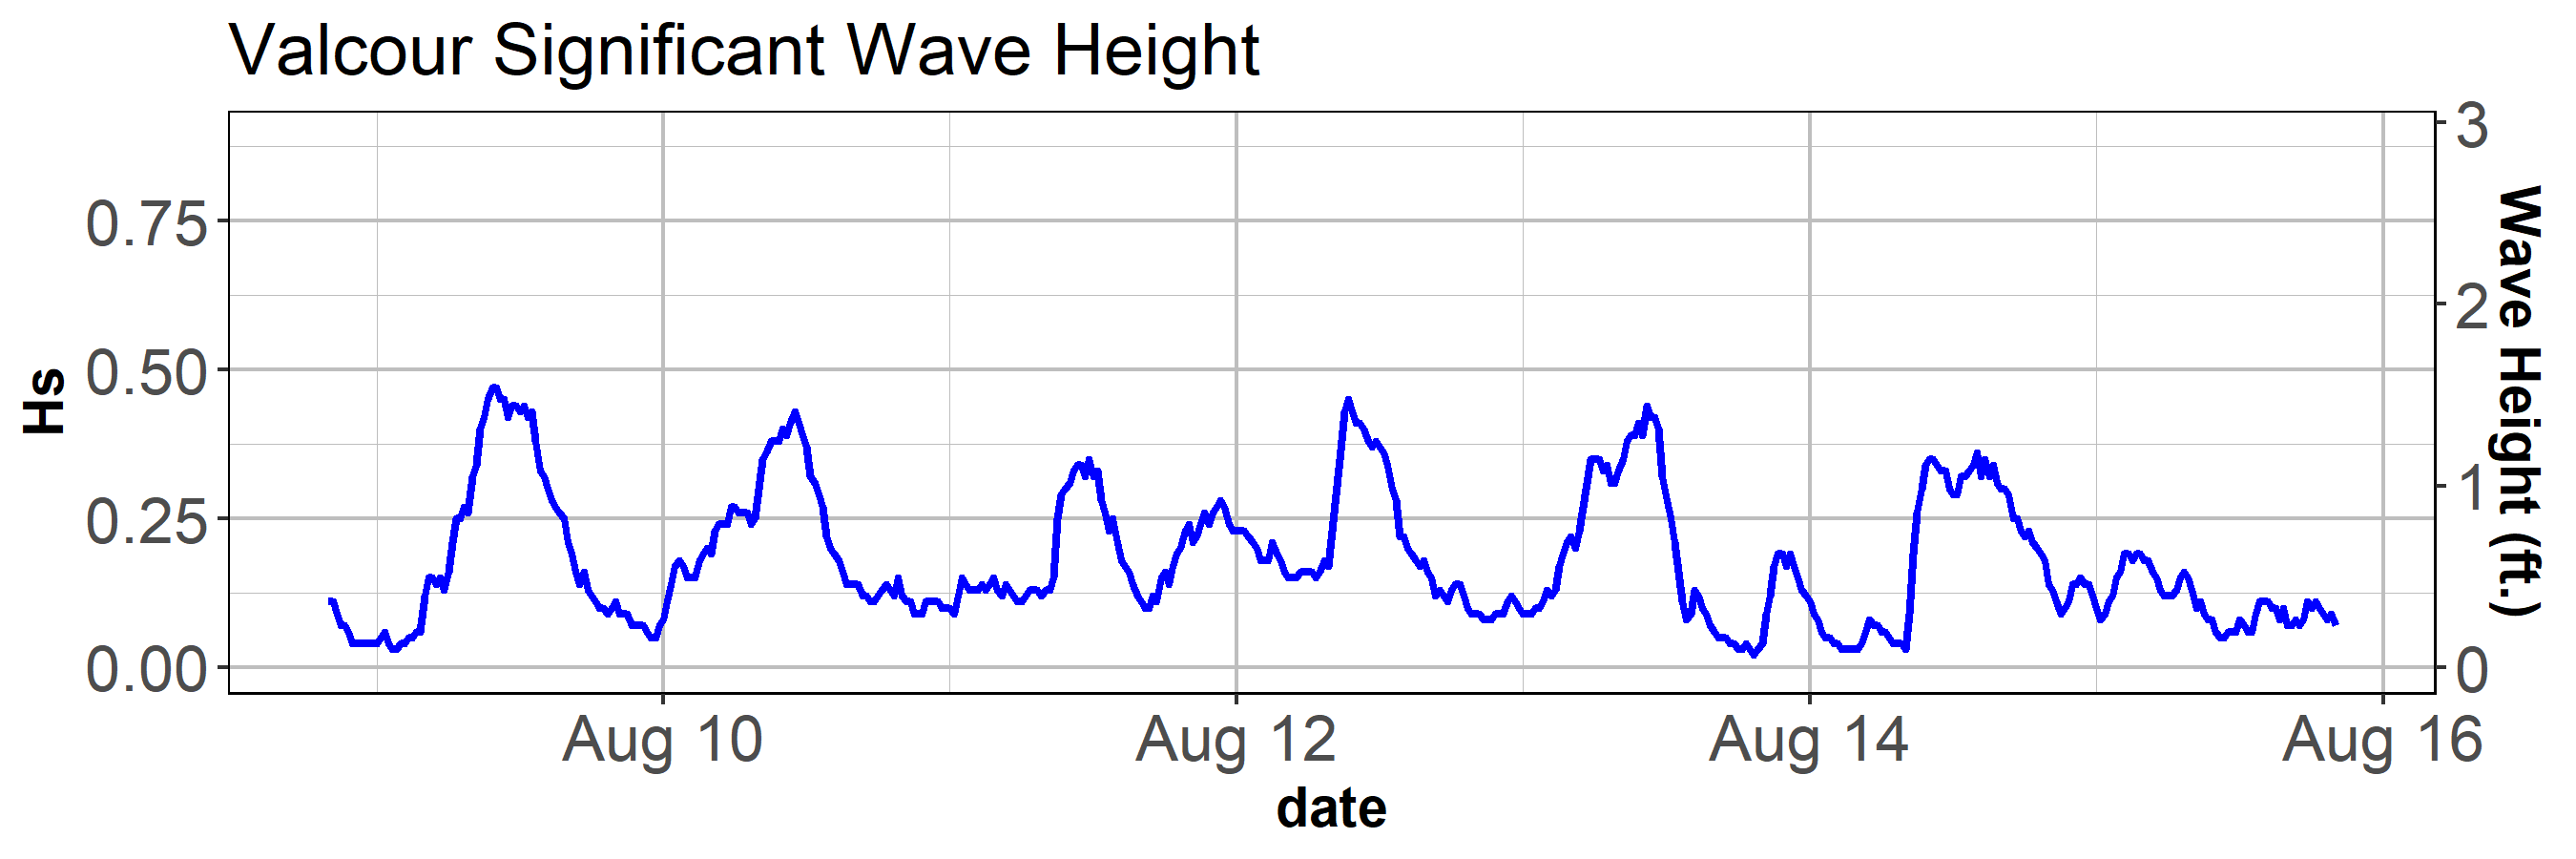 Valcour Significant Wave Height
Hs
0.75
0.50
0.25
0.00
3
2
1
0
Wave Height (ft.)
Aug 10
Aug 12
Aug 14
Aug 16
date